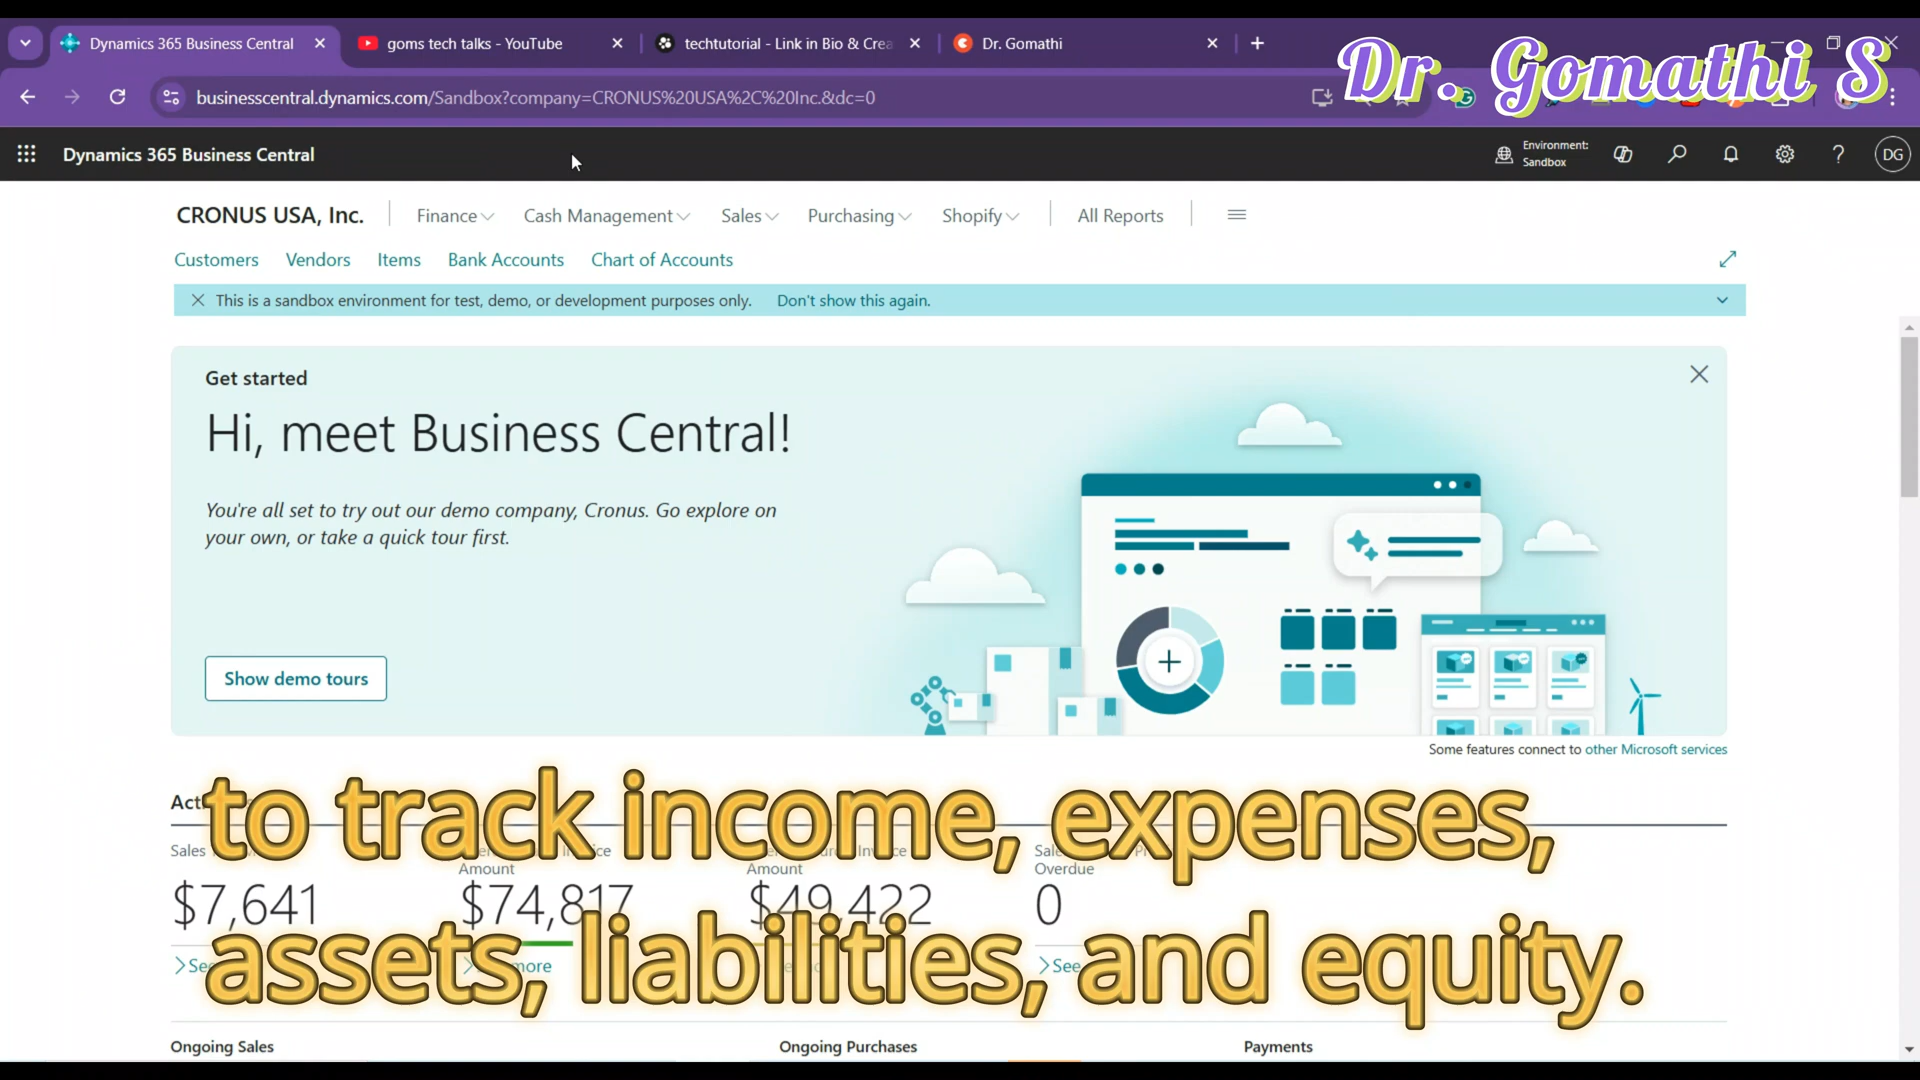 Dynamics 365 Business Central
goms tech talks - YouTube
techtutorial - Link in Bio & Crea
Dr. Gomathi
Dr. Gomathi S
businesscentral.dynamics.com/Sandbox?company=CRONUS%20USA%2C%20Inc.&dc=0
Dynamics 365 Business Central
Environment:
Sandbox
DG
CRONUS USA, Inc.
Finance
Cash Management
Sales
Purchasing
Shopify
All Reports
Customers
Vendors
Items
Bank Accounts
Chart of Accounts
This is a sandbox environment for test, demo, or development purposes only. Don't show this again.
Get started
Hi, meet Business Central!
You're all set to try out our demo company, Cronus. Go explore on
your own, or take a quick tour first.
Show demo tours
Some features connect to other Microsoft services
to track income, expenses,
assets, liabilities, and equity.
Amount
Amount
Overdue
$7,641
$74,817
$49,422
0
See
more
See
Ongoing Sales
Ongoing Purchases
Payments